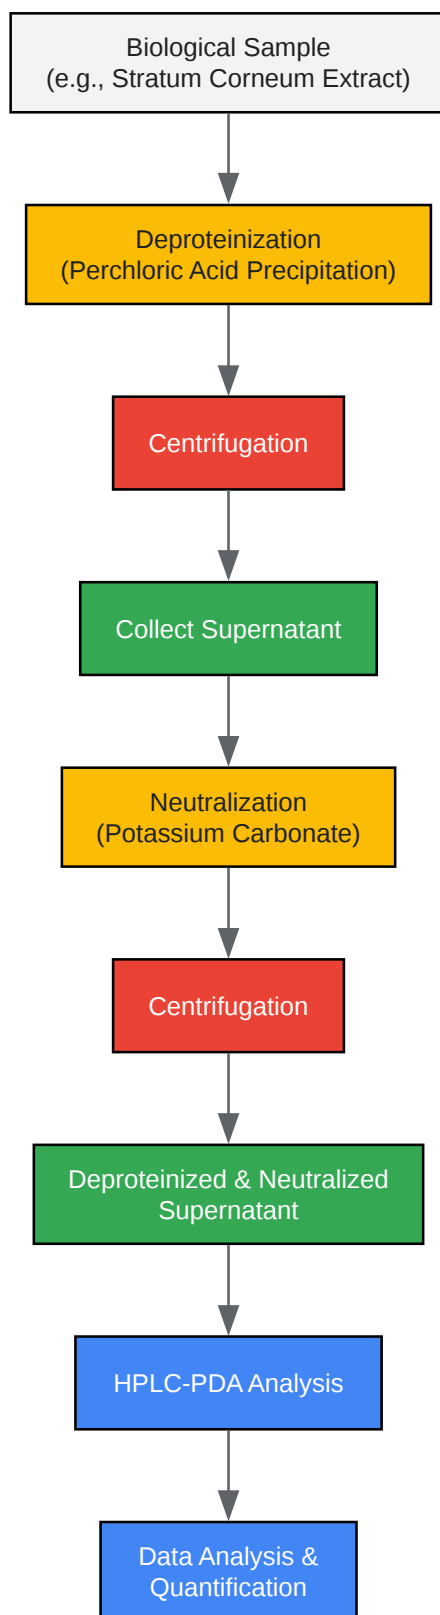 Biological Sample
(e.g., Stratum Corneum Extract)
Deproteinization
(Perchloric Acid Precipitation)
Centrifugation
Collect Supernatant
Neutralization
(Potassium Carbonate)
Centrifugation
Deproteinized & Neutralized
Supernatant
HPLC-PDA Analysis
Data Analysis &
Quantification